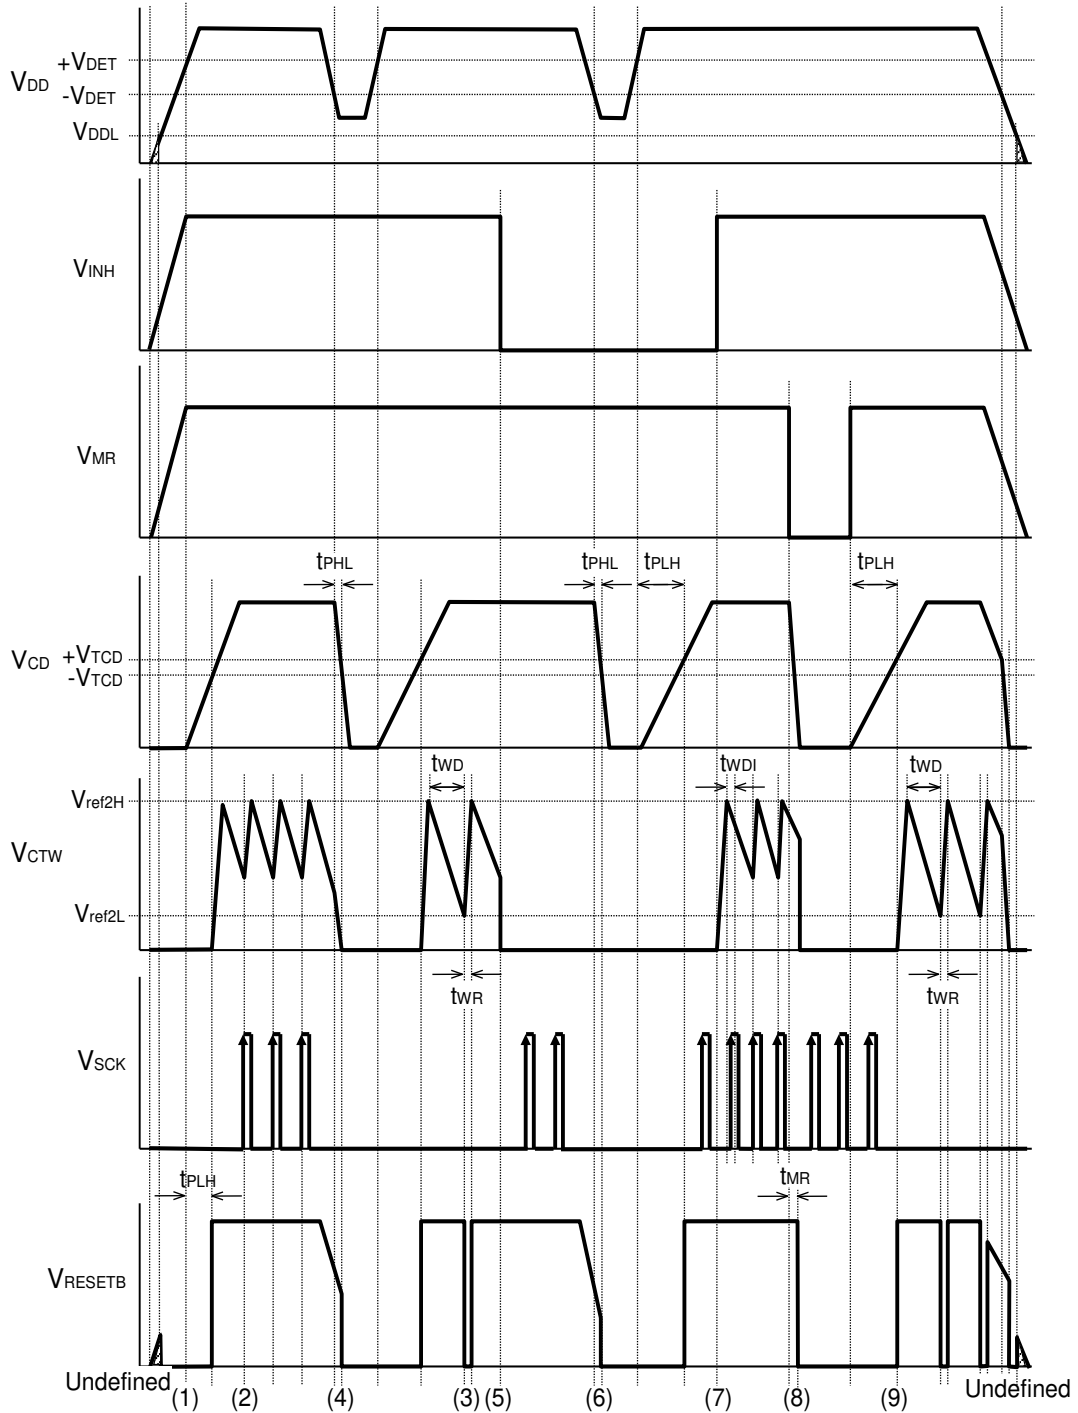 +VDET
VDD
-VDET
VDDL
VINH
VMR
tPHL
tPHL
tPLH
tPLH
VCD
+VTCD
-VTCD
tWD
tWDI
tWD
Vref2H
VCTW
Vref2L
tWR
tWR
VSCK
tPLH
tMR
VRESETB
Undefined
(1) (2) (4) (3) (5) (6) (7) (8) (9)
Undefined